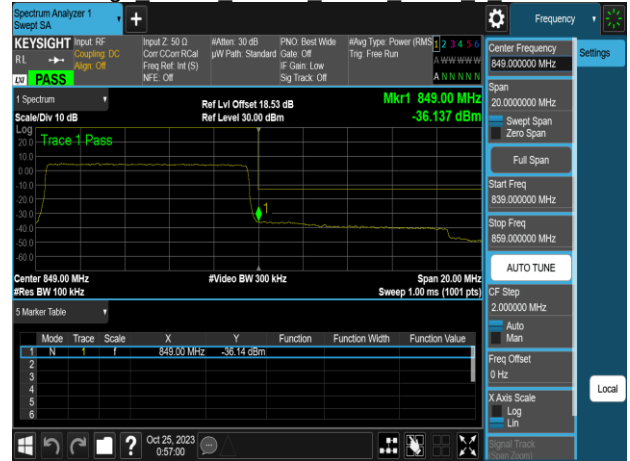 Spectrum Analyzer 1
Swept SA
Frequency
KEYSIGHT
Input: RF
Coupling: DC
Align: Off
Input Z: 50 Ω
Corr CCorr RCal
Freq Ref: Int (S)
NFE: Off
#Atten: 30 dB
µW Path: Standard
PNO: Best Wide
Gate: Off
IF Gain: Low
Sig Track: Off
#Avg Type: Power (RMS
Trig: Free Run
1 2 3 4 5 6
A W W W W W
A N N N N N
R L
LXI
PASS
1 Spectrum
Scale/Div 10 dB
Ref Lvl Offset 18.53 dB
Ref Level 30.00 dBm
Mkr1 849.00 MHz
-36.137 dBm
Log
Trace 1 Pass
20.0
10.0
0.00
-10.0
-20.0
-30.0
-40.0
-50.0
-60.0
1
Center 849.00 MHz
#Res BW 100 kHz
#Video BW 300 kHz
Span 20.00 MHz
Sweep 1.00 ms (1001 pts)
5 Marker Table
Mode Trace Scale X Y Function Function Width Function Value
1 N 1 f 849.00 MHz -36.14 dBm
2
3
4
5
6
Oct 25, 2023
0:57:00
?
Center Frequency
849.000000 MHz
Span
20.0000000 MHz
Swept Span
Zero Span
Full Span
Start Freq
839.000000 MHz
Stop Freq
859.000000 MHz
AUTO TUNE
CF Step
2.000000 MHz
Auto
Man
Freq Offset
0 Hz
X Axis Scale
Log
Lin
Signal Track
(Span Zoom)
Settings
Local